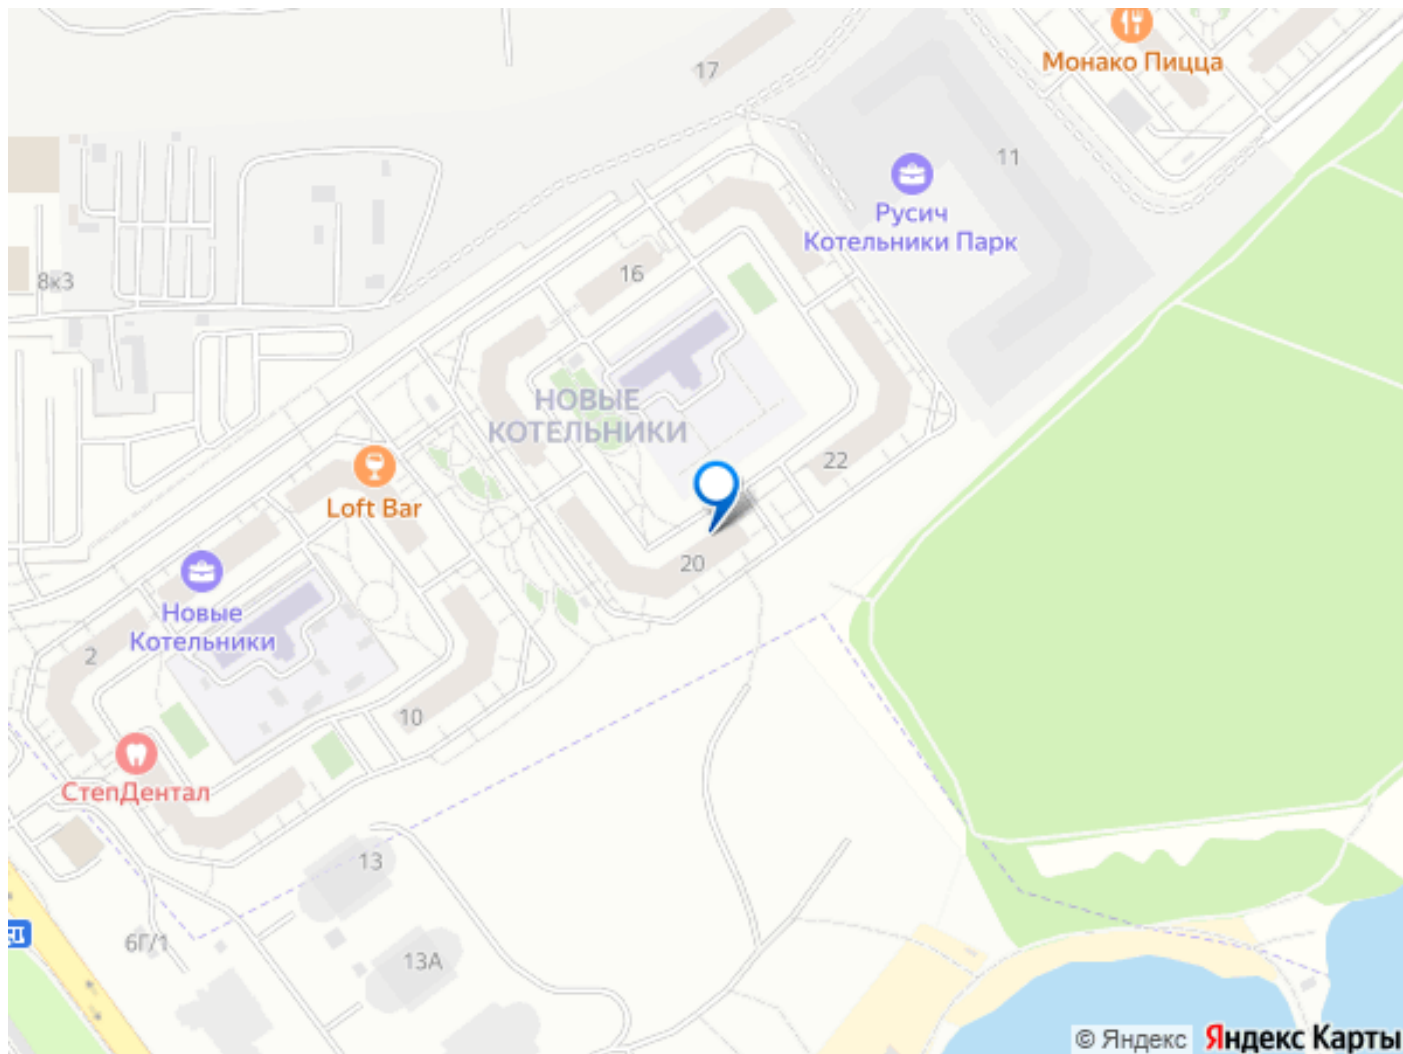 Монако Пицца
17
11
Русич
Котельники Парк
16
8к3
НОВЫЕ
КОТЕЛЬНИКИ
22
Loft Bar
20
Новые
Котельники
2
10
СтепДентал
13
6Г/1
13А
© Яндекс Яндекс Карты